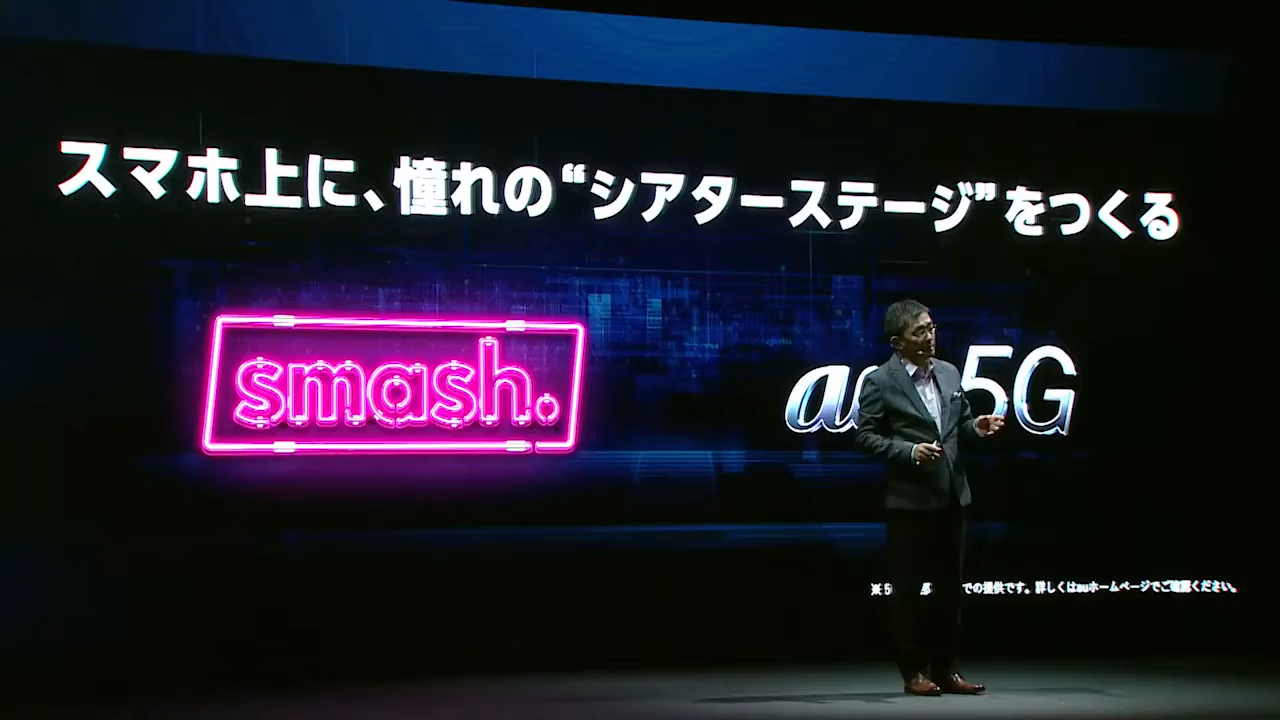 スマホ上に、憧れの“シアターステージ”をつくる
smash.
au 5G
※5 での提供です。詳しくはauホームページでご確認ください。